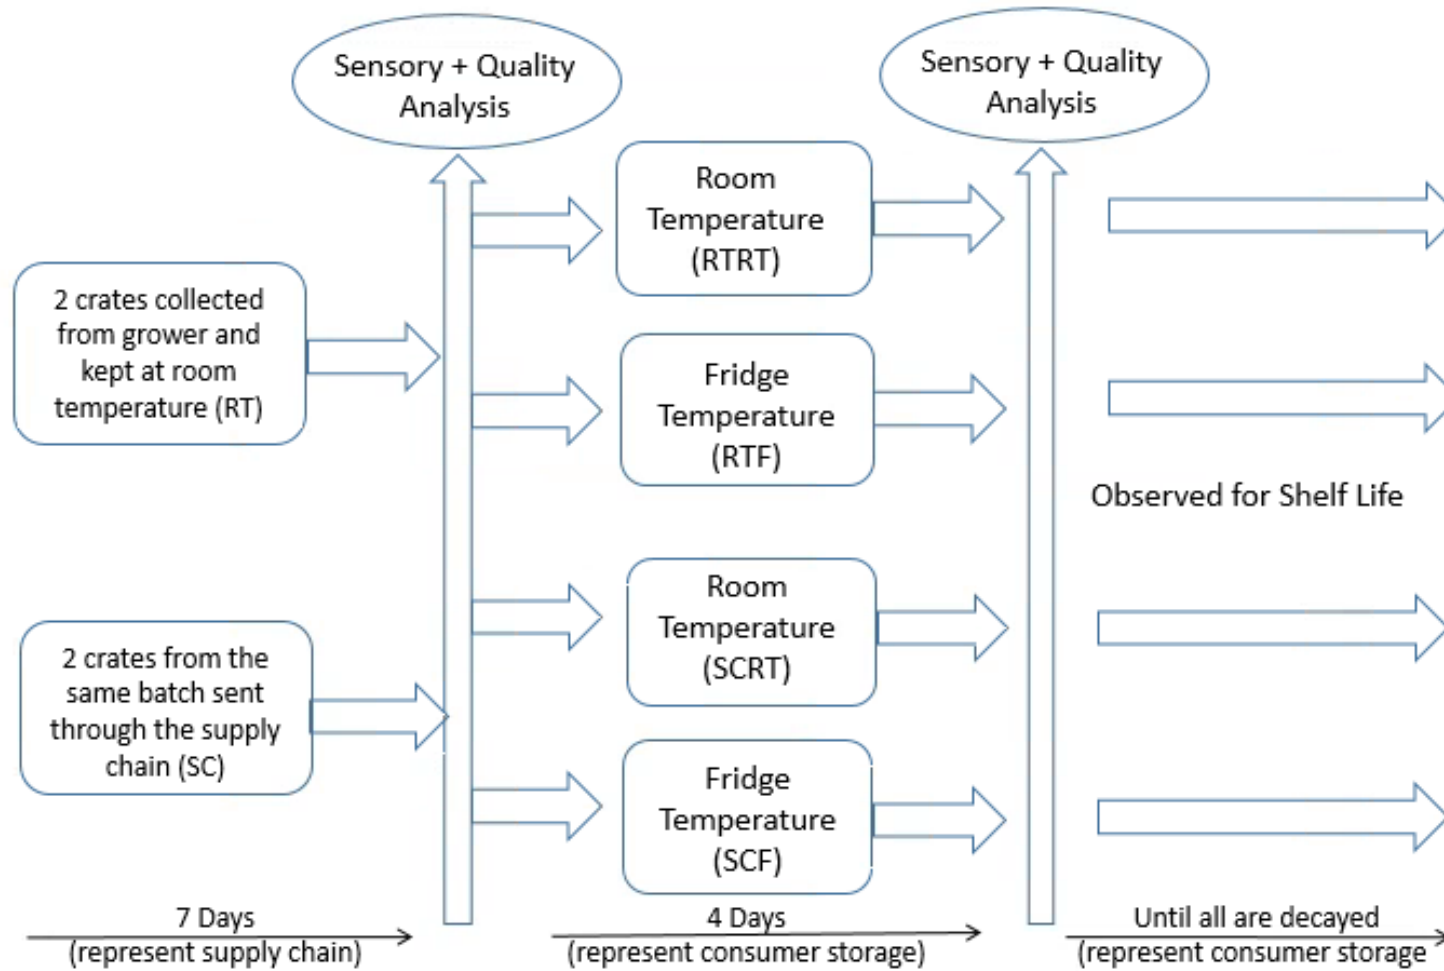 Sensory + Quality
Analysis
Sensory + Quality
Analysis
2 crates collected
from grower and
kept at room
temperature (RT)
2 crates from the
same batch sent
through the supply
chain (SC)
Room
Temperature
(RTRT)
Fridge
Temperature
(RTF)
Room
Temperature
(SCRT)
Fridge
Temperature
(SCF)
Observed for Shelf Life
7 Days
(represent supply chain)
4 Days
(represent consumer storage)
Until all are decayed
(represent consumer storage